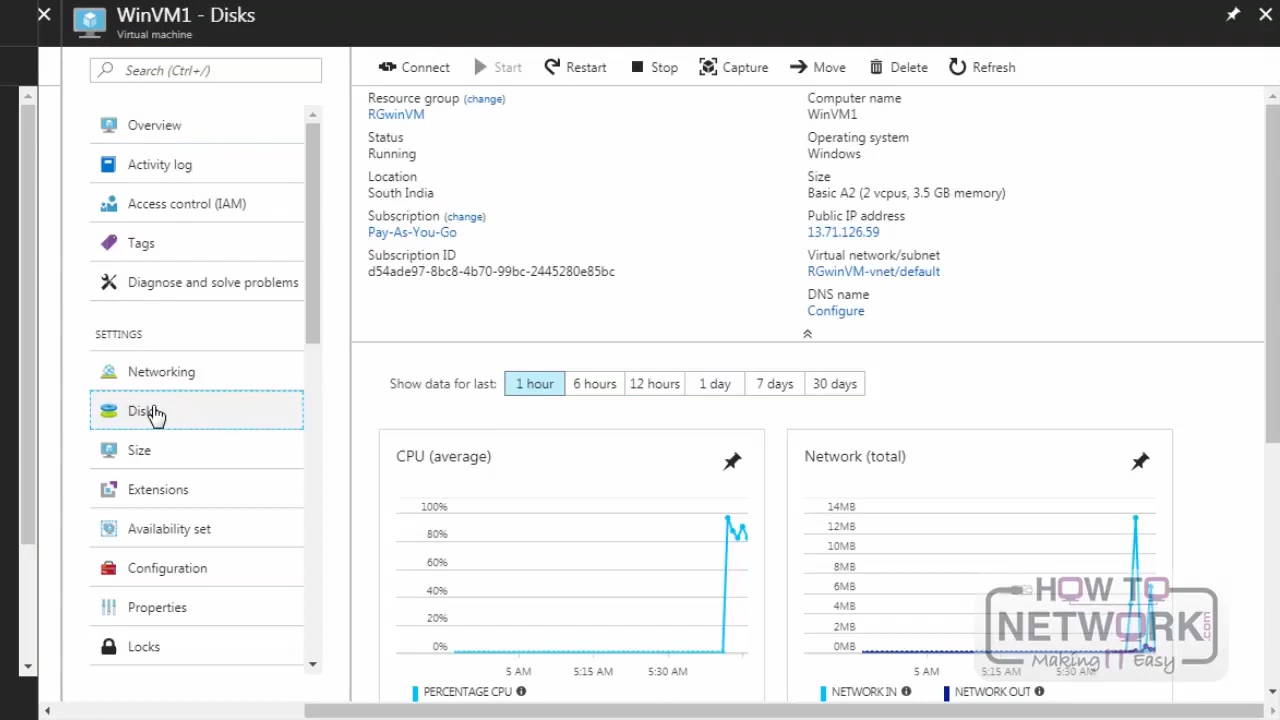 WinVM1 - Disks
Virtual machine
Search (Ctrl+/)
Overview
Activity log
Access control (IAM)
Tags
Diagnose and solve problems
SETTINGS
Networking
Disks
Size
Extensions
Availability set
Configuration
Properties
Locks
Connect
Start
Restart
Stop
Capture
Move
Delete
Refresh
Resource group (change)
RGwinVM
Status
Running
Location
South India
Subscription (change)
Pay-As-You-Go
Subscription ID
d54ade97-8bc8-4b70-99bc-2445280e85bc
Computer name
WinVM1
Operating system
Windows
Size
Basic A2 (2 vcpus, 3.5 GB memory)
Public IP address
13.71.126.59
Virtual network/subnet
RGwinVM-vnet/default
DNS name
Configure
Show data for last:
1 hour
6 hours
12 hours
1 day
7 days
30 days
CPU (average)
100%
80%
60%
40%
20%
0%
5 AM
5:15 AM
5:30 AM
PERCENTAGE CPU
Network (total)
14MB
12MB
10MB
8MB
6MB
4MB
2MB
0MB
5 AM
5:15 AM
5:30 AM
NETWORK IN
NETWORK OUT
HOW TO
NETWORK.com
Making IT Easy